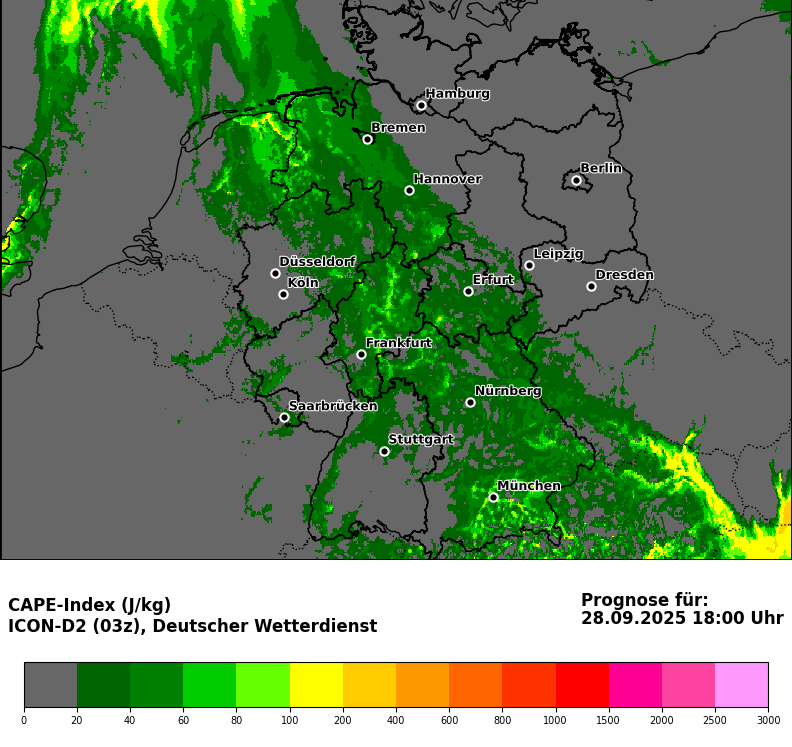 Hamburg
Bremen
Berlin
Hannover
Leipzig
Düsseldorf
Dresden
Köln
Erfurt
Frankfurt
Nürnberg
Saarbrücken
Stuttgart
München
CAPE-Index (J/kg)
ICON-D2 (03z), Deutscher Wetterdienst
Prognose für:
28.09.2025 18:00 Uhr
0 20 40 60 80 100 200 400 600 800 1000 1500 2000 2500 3000